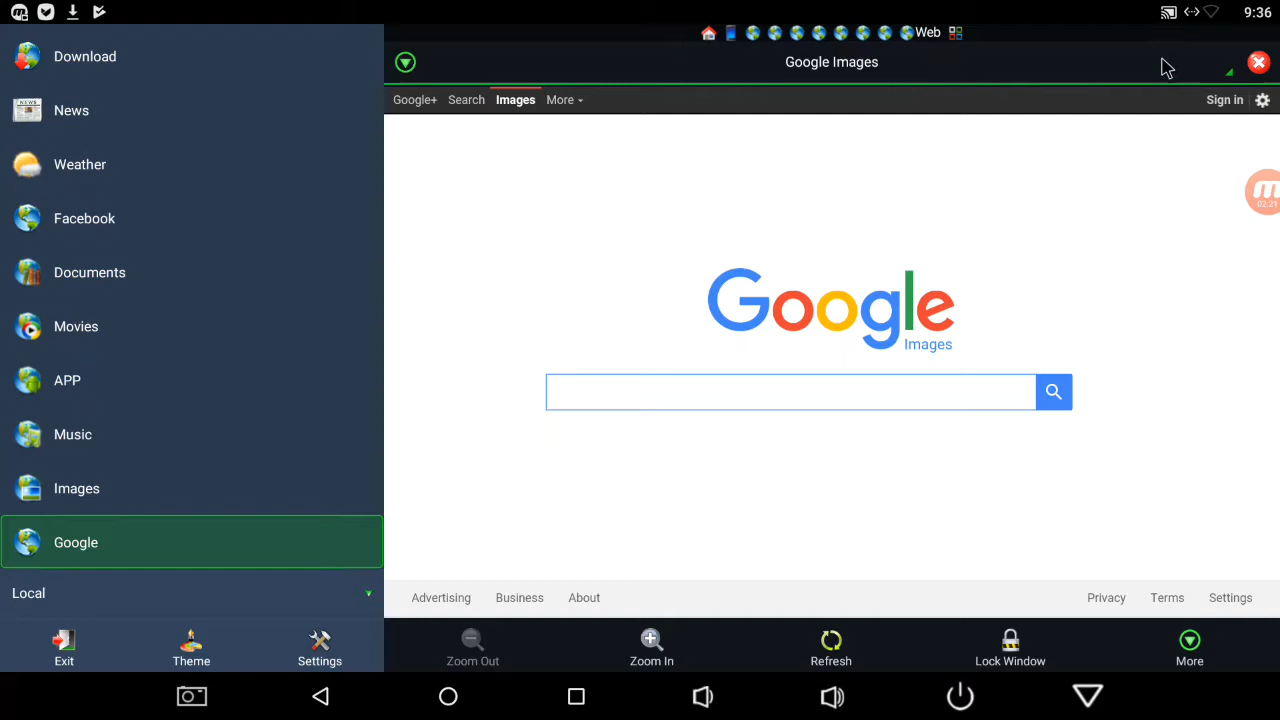 9:36
Web
Google Images
Google+ Search Images More
Sign in
02:21
Download
News
Weather
Facebook
Documents
Movies
APP
Music
Images
Google
Local
Exit Theme Settings
Google
Images
Advertising Business About
Privacy Terms Settings
Zoom Out Zoom In Refresh Lock Window More